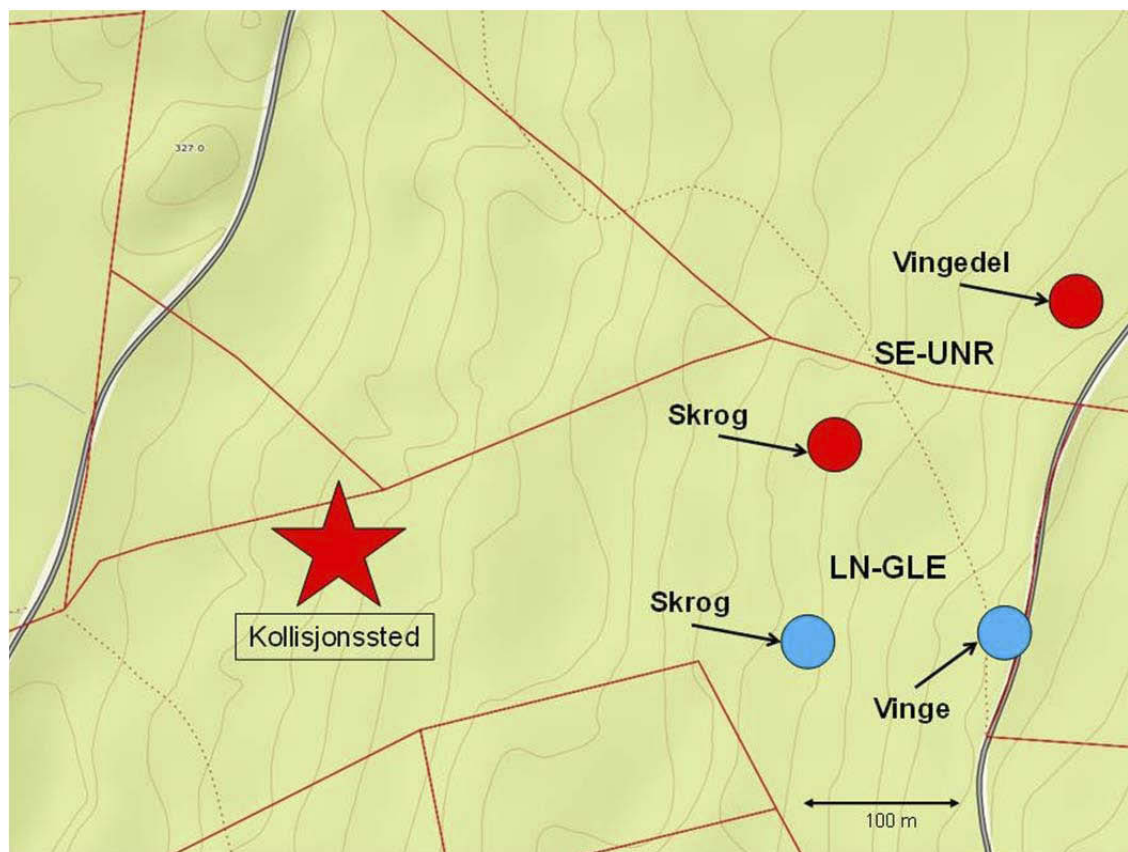 327 0
Vingedel
SE-UNR
Skrog
LN-GLE
Skrog
Kollisjonssted
Vinge
100 m